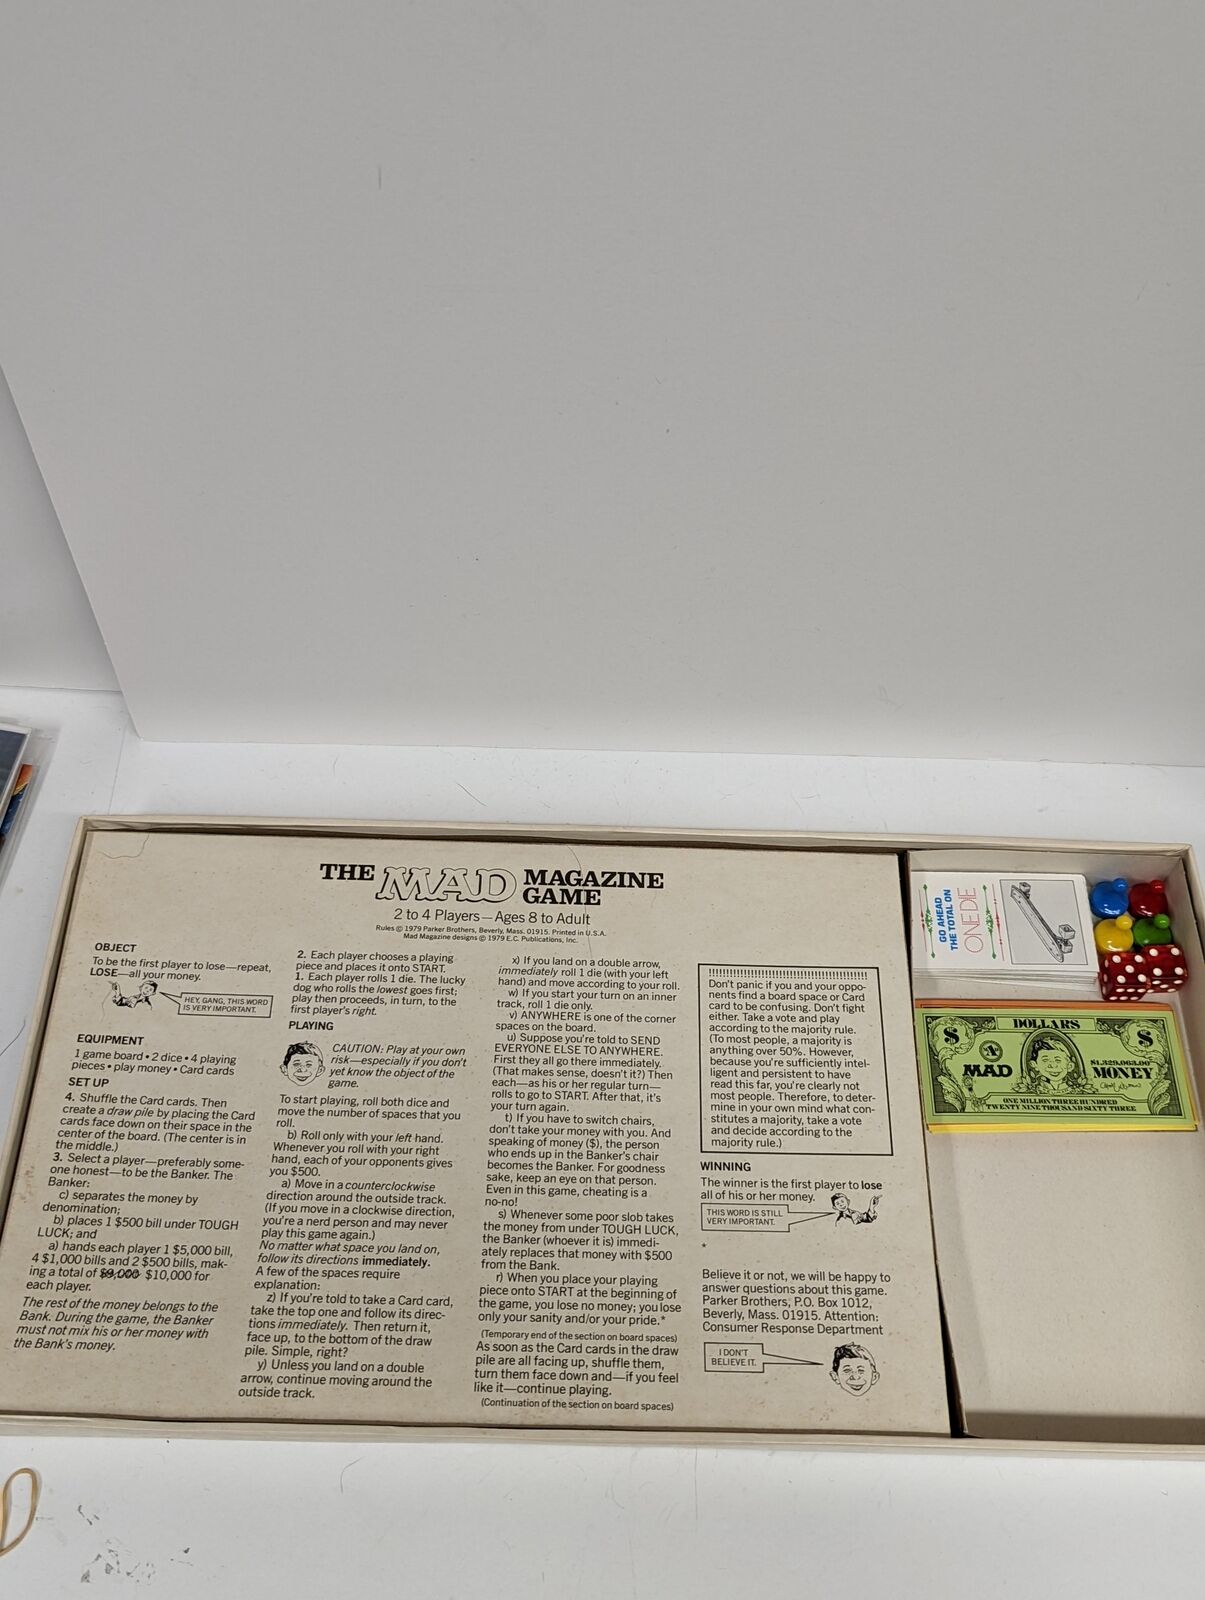 THE MAD MAGAZINE
GAME
2 to 4 Players—Ages 8 to Adult
Rules © 1979 Parker Brothers, Beverly, Mass. 01915. Printed in U.S.A.
Mad Magazine designs © 1979 E.C. Publications, Inc.
OBJECT
To be the first player to lose—repeat,
LOSE—all your money.
HEY, GANG, THIS WORD
IS VERY IMPORTANT.
EQUIPMENT
1 game board • 2 dice • 4 playing
pieces • play money • Card cards
SET UP
4. Shuffle the Card cards. Then
create a draw pile by placing the Card
cards face down on their space in the
center of the board. (The center is in
the middle.)
3. Select a player—preferably some-
one honest—to be the Banker. The
Banker:
c) separates the money by
denomination;
b) places 1 $500 bill under TOUGH
LUCK; and
a) hands each player 1 $5,000 bill,
4 $1,000 bills and 2 $500 bills, mak-
ing a total of $9,000 $10,000 for
each player.
The rest of the money belongs to the
Bank. During the game, the Banker
must not mix his or her money with
the Bank's money.
2. Each player chooses a playing
piece and places it onto START.
1. Each player rolls 1 die. The lucky
dog who rolls the lowest goes first;
play then proceeds, in turn, to the
first player's right.
PLAYING
CAUTION: Play at your own
risk—especially if you don't
yet know the object of the
game.
To start playing, roll both dice and
move the number of spaces that you
roll.
b) Roll only with your left hand.
Whenever you roll with your right
hand, each of your opponents gives
you $500.
a) Move in a counterclockwise
direction around the outside track.
(If you move in a clockwise direction,
you're a nerd person and may never
play this game again.)
No matter what space you land on,
follow its directions immediately.
A few of the spaces require
explanation:
z) If you're told to take a Card card,
take the top one and follow its direc-
tions immediately. Then return it,
face up, to the bottom of the draw
pile. Simple, right?
y) Unless you land on a double
arrow, continue moving around the
outside track.
x) If you land on a double arrow,
immediately roll 1 die (with your left
hand) and move according to your roll.
w) If you start your turn on an inner
track, roll 1 die only.
v) ANYWHERE is one of the corner
spaces on the board.
u) Suppose you're told to SEND
EVERYONE ELSE TO ANYWHERE.
First they all go there immediately.
(That makes sense, doesn't it?) Then
each—as his or her regular turn—
rolls to go to START. After that, it's
your turn again.
t) If you have to switch chairs,
don't take your money with you. And
speaking of money ($), the person
who ends up in the Banker's chair
becomes the Banker. For goodness
sake, keep an eye on that person.
Even in this game, cheating is a
no-no!
s) Whenever some poor slob takes
the money from under TOUGH LUCK,
the Banker (whoever it is) immedi-
ately replaces that money with $500
from the Bank.
r) When you place your playing
piece onto START at the beginning of
the game, you lose no money; you lose
only your sanity and/or your pride.*
(Temporary end of the section on board spaces)
As soon as the Card cards in the draw
pile are all facing up, shuffle them,
turn them face down and—if you feel
like it—continue playing.
(Continuation of the section on board spaces)
Don't panic if you and your oppo-
nents find a board space or Card
card to be confusing. Don't fight
either. Take a vote and play
according to the majority rule.
(To most people, a majority is
anything over 50%. However,
because you're sufficiently intel-
ligent and persistent to have
read this far, you're clearly not
most people. Therefore, to deter-
mine in your own mind what con-
stitutes a majority, take a vote
and decide according to the
majority rule.)
WINNING
The winner is the first player to lose
all of his or her money.
THIS WORD IS STILL
VERY IMPORTANT.
*
Believe it or not, we will be happy to
answer questions about this game.
Parker Brothers, P.O. Box 1012,
Beverly, Mass. 01915. Attention:
Consumer Response Department
I DON'T
BELIEVE IT.
GO AHEAD
THE TOTAL ON
ONE DIE
DOLLARS
$ $
MAD
$1,329,063.00
MONEY
ONE MILLION THREE HUNDRED
TWENTY NINE THOUSAND SIXTY THREE